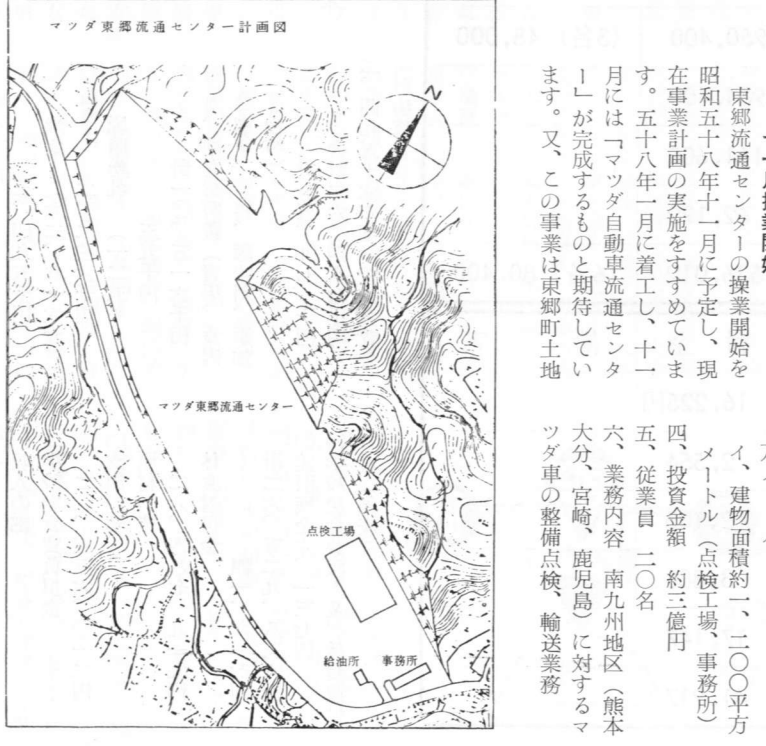 東郷流通センターの操業開始を
昭和五十八年十一月に予定し、現
在事業計画の実施をすすめていま
す。五十八年一月に着工し、十一
月には「マツダ自動車流通センタ
ー」が完成するものと期待してい
ます。又、この事業は東郷町土地
イ、建物面積約一、二〇〇平方
メートル（点検工場、事務所）
四、投資金額　約三億円
五、従業員　二〇名
六、業務内容　南九州地区（熊本
大分、宮崎、鹿児島）に対するマ
ツダ車の整備点検、輸送業務
マツダ東郷流通センター計画図
N
マツダ東郷流通センター
点検工場
給油所
事務所